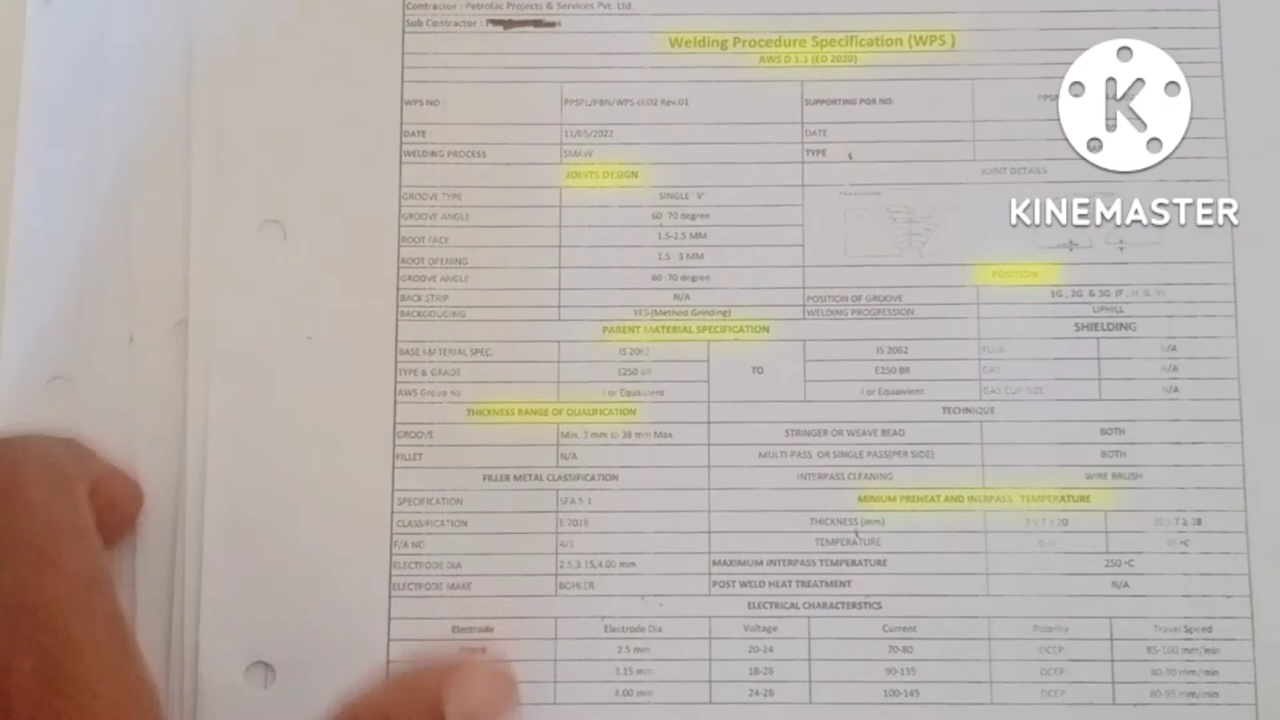 Contractor : Petrofac Projects & Services Pvt. Ltd.
Sub Contractor :
Welding Procedure Specification (WPS )
AWS D 1.1 (ED 2020)
WPS NO PPSPL/PBN/WPS-0002 Rev.01 SUPPORTING PQR NO:
DATE 11/05/2022 DATE
WELDING PROCESS SMAW TYPE
JOINTS DESIGN JOINT DETAILS
GROOVE TYPE SINGLE 'V'
GROOVE ANGLE 60-70 degree
ROOT FACE 1.5-2.5 MM
ROOT OPENING 1.5 3 MM
GROOVE ANGLE 60-70 degree POSITION
BACK STRIP N/A POSITION OF GROOVE 1G , 2G & 3G (F , H & V)
BACKGOUGING YES (Method Grinding) WELDING PROGRESSION UPHILL
PARENT MATERIAL SPECIFICATION SHIELDING
BASE MATERIAL SPEC. IS 2062 TO IS 2062 FLUX N/A
TYPE & GRADE E250 BR E250 BR GAS N/A
AWS Group no I or Equaivient I or Equaivient GAS CUP SIZE N/A
THICKNESS RANGE OF QUALIFICATION TECHNIQUE
GROOVE Min. 3 mm to 38 mm Max STRINGER OR WEAVE BEAD BOTH
FILLET N/A MULTI-PASS OR SINGLE PASS(PER SIDE) BOTH
FILLER METAL CLASSIFICATION INTERPASS CLEANING WIRE BRUSH
SPECIFICATION SFA 5.1 MINIUM PREHEAT AND INERPASS TEMPERATURE
CLASSIFICATION E 7018 THICKNESS (mm)
F/A NO 4/1 TEMPERATURE
ELECTRODE DIA 2.5,3.15,4.00 mm MAXIMUM INTERPASS TEMPERATURE 250 °C
ELECTRODE MAKE BOHLER POST WELD HEAT TREATMENT N/A
ELECTRICAL CHARACTERSTICS
Electrode Electrode Dia Voltage Current Polarity Travel Speed
2.5 mm 20-24 70-80 DCEP 85-100 mm/min
3.15 mm 18-26 90-135 DCEP 80-90 mm/min
4.00 mm 24-26 100-145 DCEP 80-95 mm/min
K
KINEMASTER